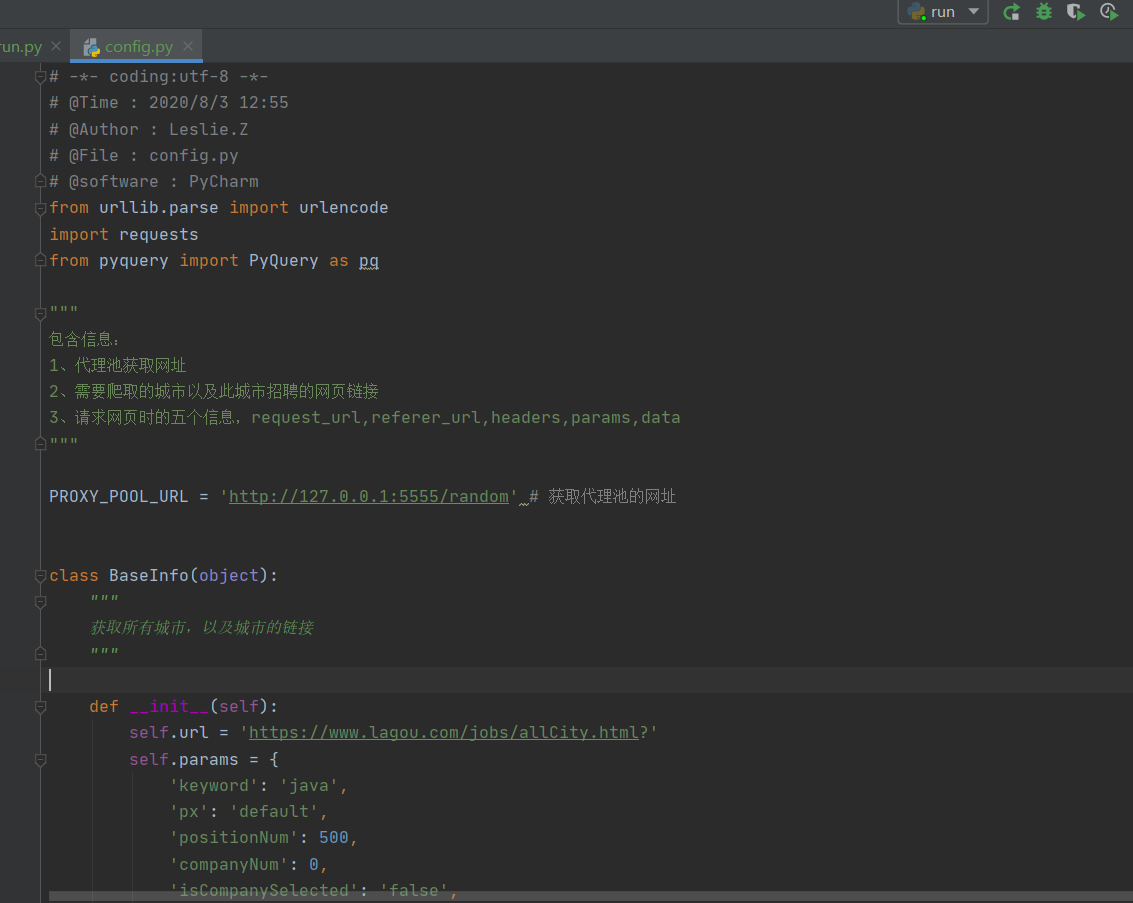 run
run.py
config.py
# -*- coding:utf-8 -*-
# @Time : 2020/8/3 12:55
# @Author : Leslie.Z
# @File : config.py
# @software : PyCharm
from urllib.parse import urlencode
import requests
from pyquery import PyQuery as pq
"""
包含信息：
1、代理池获取网址
2、需要爬取的城市以及此城市招聘的网页链接
3、请求网页时的五个信息，request_url,referer_url,headers,params,data
"""
PROXY_POOL_URL = 'http://127.0.0.1:5555/random' # 获取代理池的网址
class BaseInfo(object):
"""
获取所有城市，以及城市的链接
"""
def __init__(self):
self.url = 'https://www.lagou.com/jobs/allCity.html?'
self.params = {
'keyword': 'java',
'px': 'default',
'positionNum': 500,
'companyNum': 0,
'isCompanySelected': 'false',